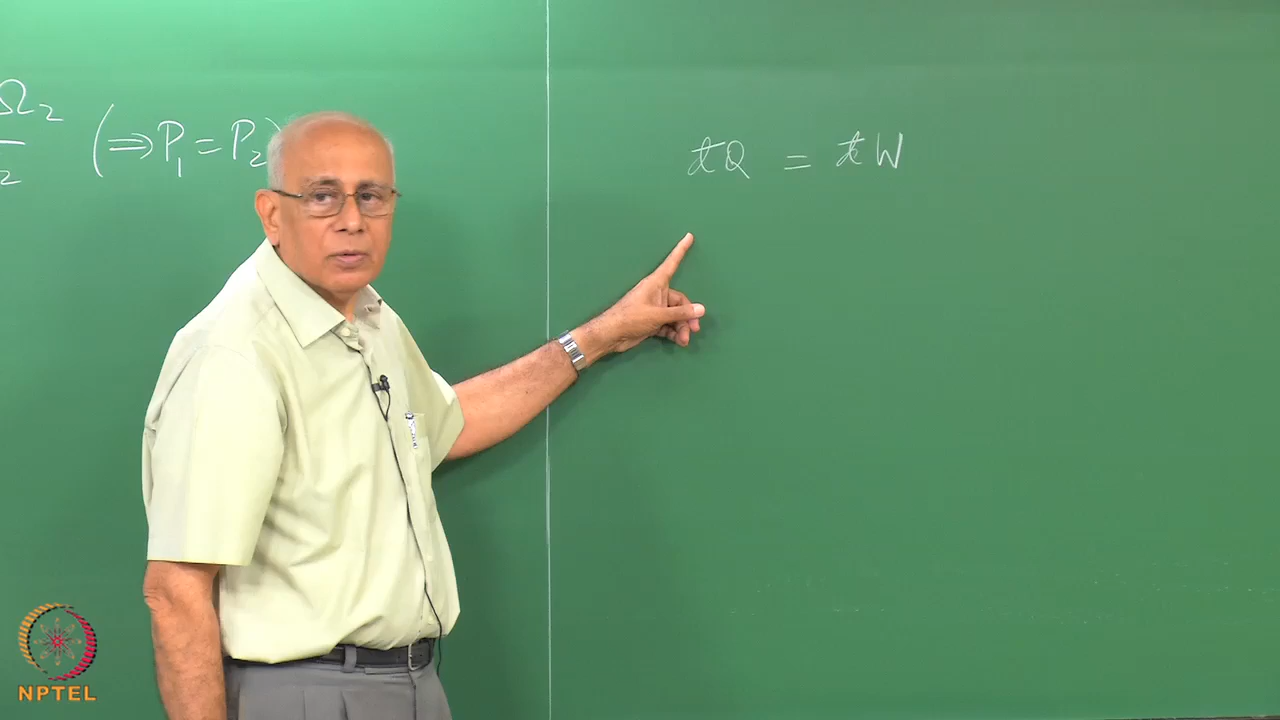 Ω₂ (⇒P₁ = P₂)
2
đQ = đW
NPTEL